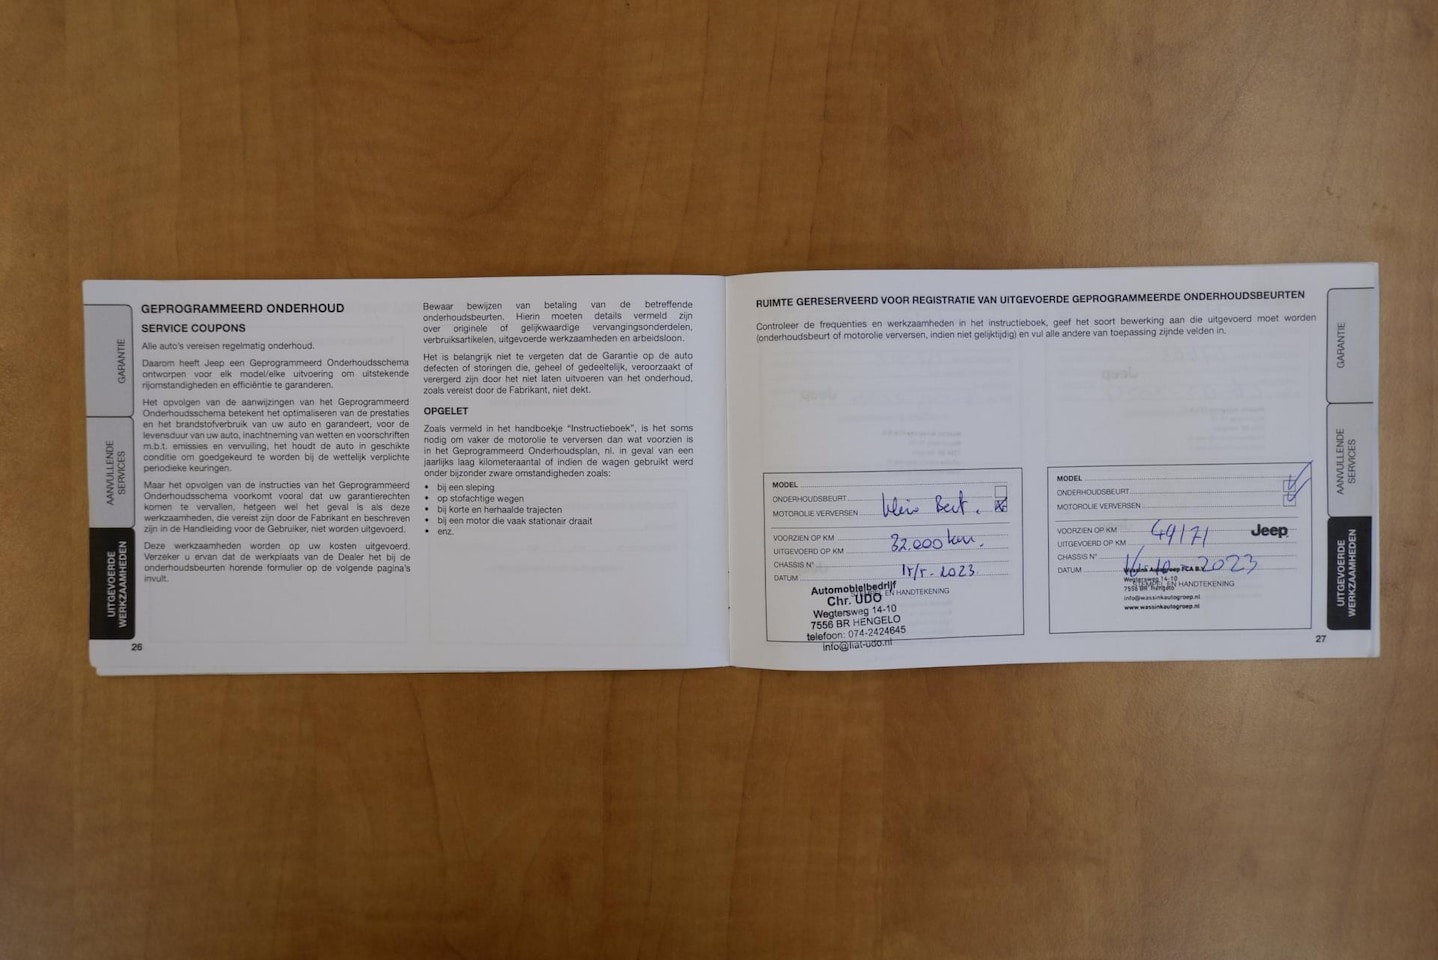 GARANTIE
AANVULLENDE
SERVICES
UITGEVOERDE
WERKZAAMHEDEN
GEPROGRAMMEERD ONDERHOUD
SERVICE COUPONS
Alle auto's vereisen regelmatig onderhoud.
Daarom heeft Jeep een Geprogrammeerd Onderhoudsschema
ontworpen voor elk model/elke uitvoering om uitstekende
rijomstandigheden en efficiëntie te garanderen.
Het opvolgen van de aanwijzingen van het Geprogrammeerd
Onderhoudsschema betekent het optimaliseren van de prestaties
en het brandstofverbruik van uw auto en garandeert, voor de
levensduur van uw auto, inachtneming van wetten en voorschriften
m.b.t. emissies en vervuiling, het houdt de auto in geschikte
conditie om goedgekeurd te worden bij de wettelijk verplichte
periodieke keuringen.
Maar het opvolgen van de instructies van het Geprogrammeerd
Onderhoudsschema voorkomt vooral dat uw garantierechten
komen te vervallen, hetgeen wel het geval is als deze
werkzaamheden, die vereist zijn door de Fabrikant en beschreven
zijn in de Handleiding voor de Gebruiker, niet worden uitgevoerd.
Deze werkzaamheden worden op uw kosten uitgevoerd.
Verzeker u ervan dat de werkplaats van de Dealer het bij de
onderhoudsbeurten horende formulier op de volgende pagina's
invult.
26
Bewaar bewijzen van betaling van de betreffende
onderhoudsbeurten. Hierin moeten details vermeld zijn
over originele of gelijkwaardige vervangingsonderdelen,
verbruiksartikelen, uitgevoerde werkzaamheden en arbeidsloon.
Het is belangrijk niet te vergeten dat de Garantie op de auto
defecten of storingen die, geheel of gedeeltelijk, veroorzaakt of
verergerd zijn door het niet laten uitvoeren van het onderhoud,
zoals vereist door de Fabrikant, niet dekt.
OPGELET
Zoals vermeld in het handboekje "Instructieboek", is het soms
nodig om vaker de motorolie te verversen dan wat voorzien is
in het Geprogrammeerd Onderhoudsplan, nl. in geval van een
jaarlijks laag kilometeraantal of indien de wagen gebruikt werd
onder bijzonder zware omstandigheden zoals:
• bij een sleping
• op stofachtige wegen
• bij korte en herhaalde trajecten
• bij een motor die vaak stationair draait
• enz.
RUIMTE GERESERVEERD VOOR REGISTRATIE VAN UITGEVOERDE GEPROGRAMMEERDE ONDERHOUDSBEURTEN
Controleer de frequenties en werkzaamheden in het instructieboek, geef het soort bewerking aan die uitgevoerd moet worden
(onderhoudsbeurt of motorolie verversen, indien niet gelijktijdig) en vul alle andere van toepassing zijnde velden in.
MODEL
ONDERHOUDSBEURT
MOTOROLIE VERVERSEN klein Beurt.
VOORZIEN OP KM
UITGEVOERD OP KM 32.000 km.
CHASSIS N°
DATUM 15/5-2023
STEMPEL EN HANDTEKENING
Automobielbedrijf
Chr. UDO
Wegtersweg 14-10
7556 BR HENGELO
telefoon: 074-2424645
info@fiat-udo.nl
MODEL
ONDERHOUDSBEURT
MOTOROLIE VERVERSEN
VOORZIEN OP KM
UITGEVOERD OP KM 49171
Jeep
CHASSIS N°
DATUM 16-10-2023
STEMPEL EN HANDTEKENING
Wassink Autogroep FCA B.V.
Wegtersweg 14-10
7556 BR Hengelo
info@wassinkautogroep.nl
www.wassinkautogroep.nl
27
GARANTIE
AANVULLENDE
SERVICES
UITGEVOERDE
WERKZAAMHEDEN